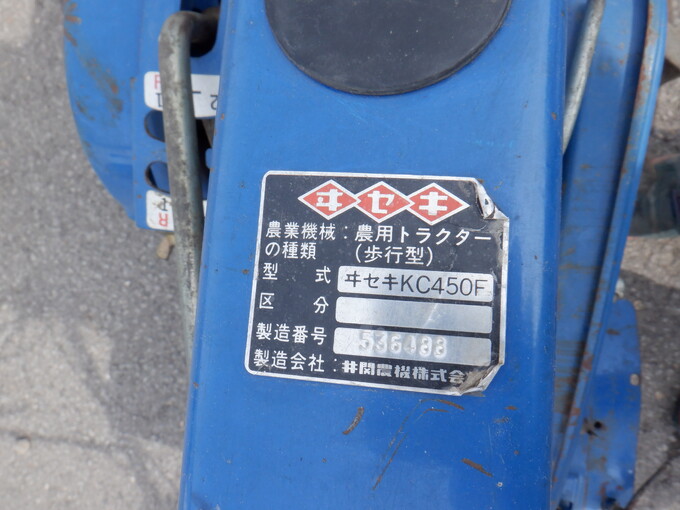 ヰセキ
農業機械：農用トラクター
の種類 (歩行型)
型式 ヰセキKC450F
区分
製造番号
製造会社：井関農機株式会
R
R